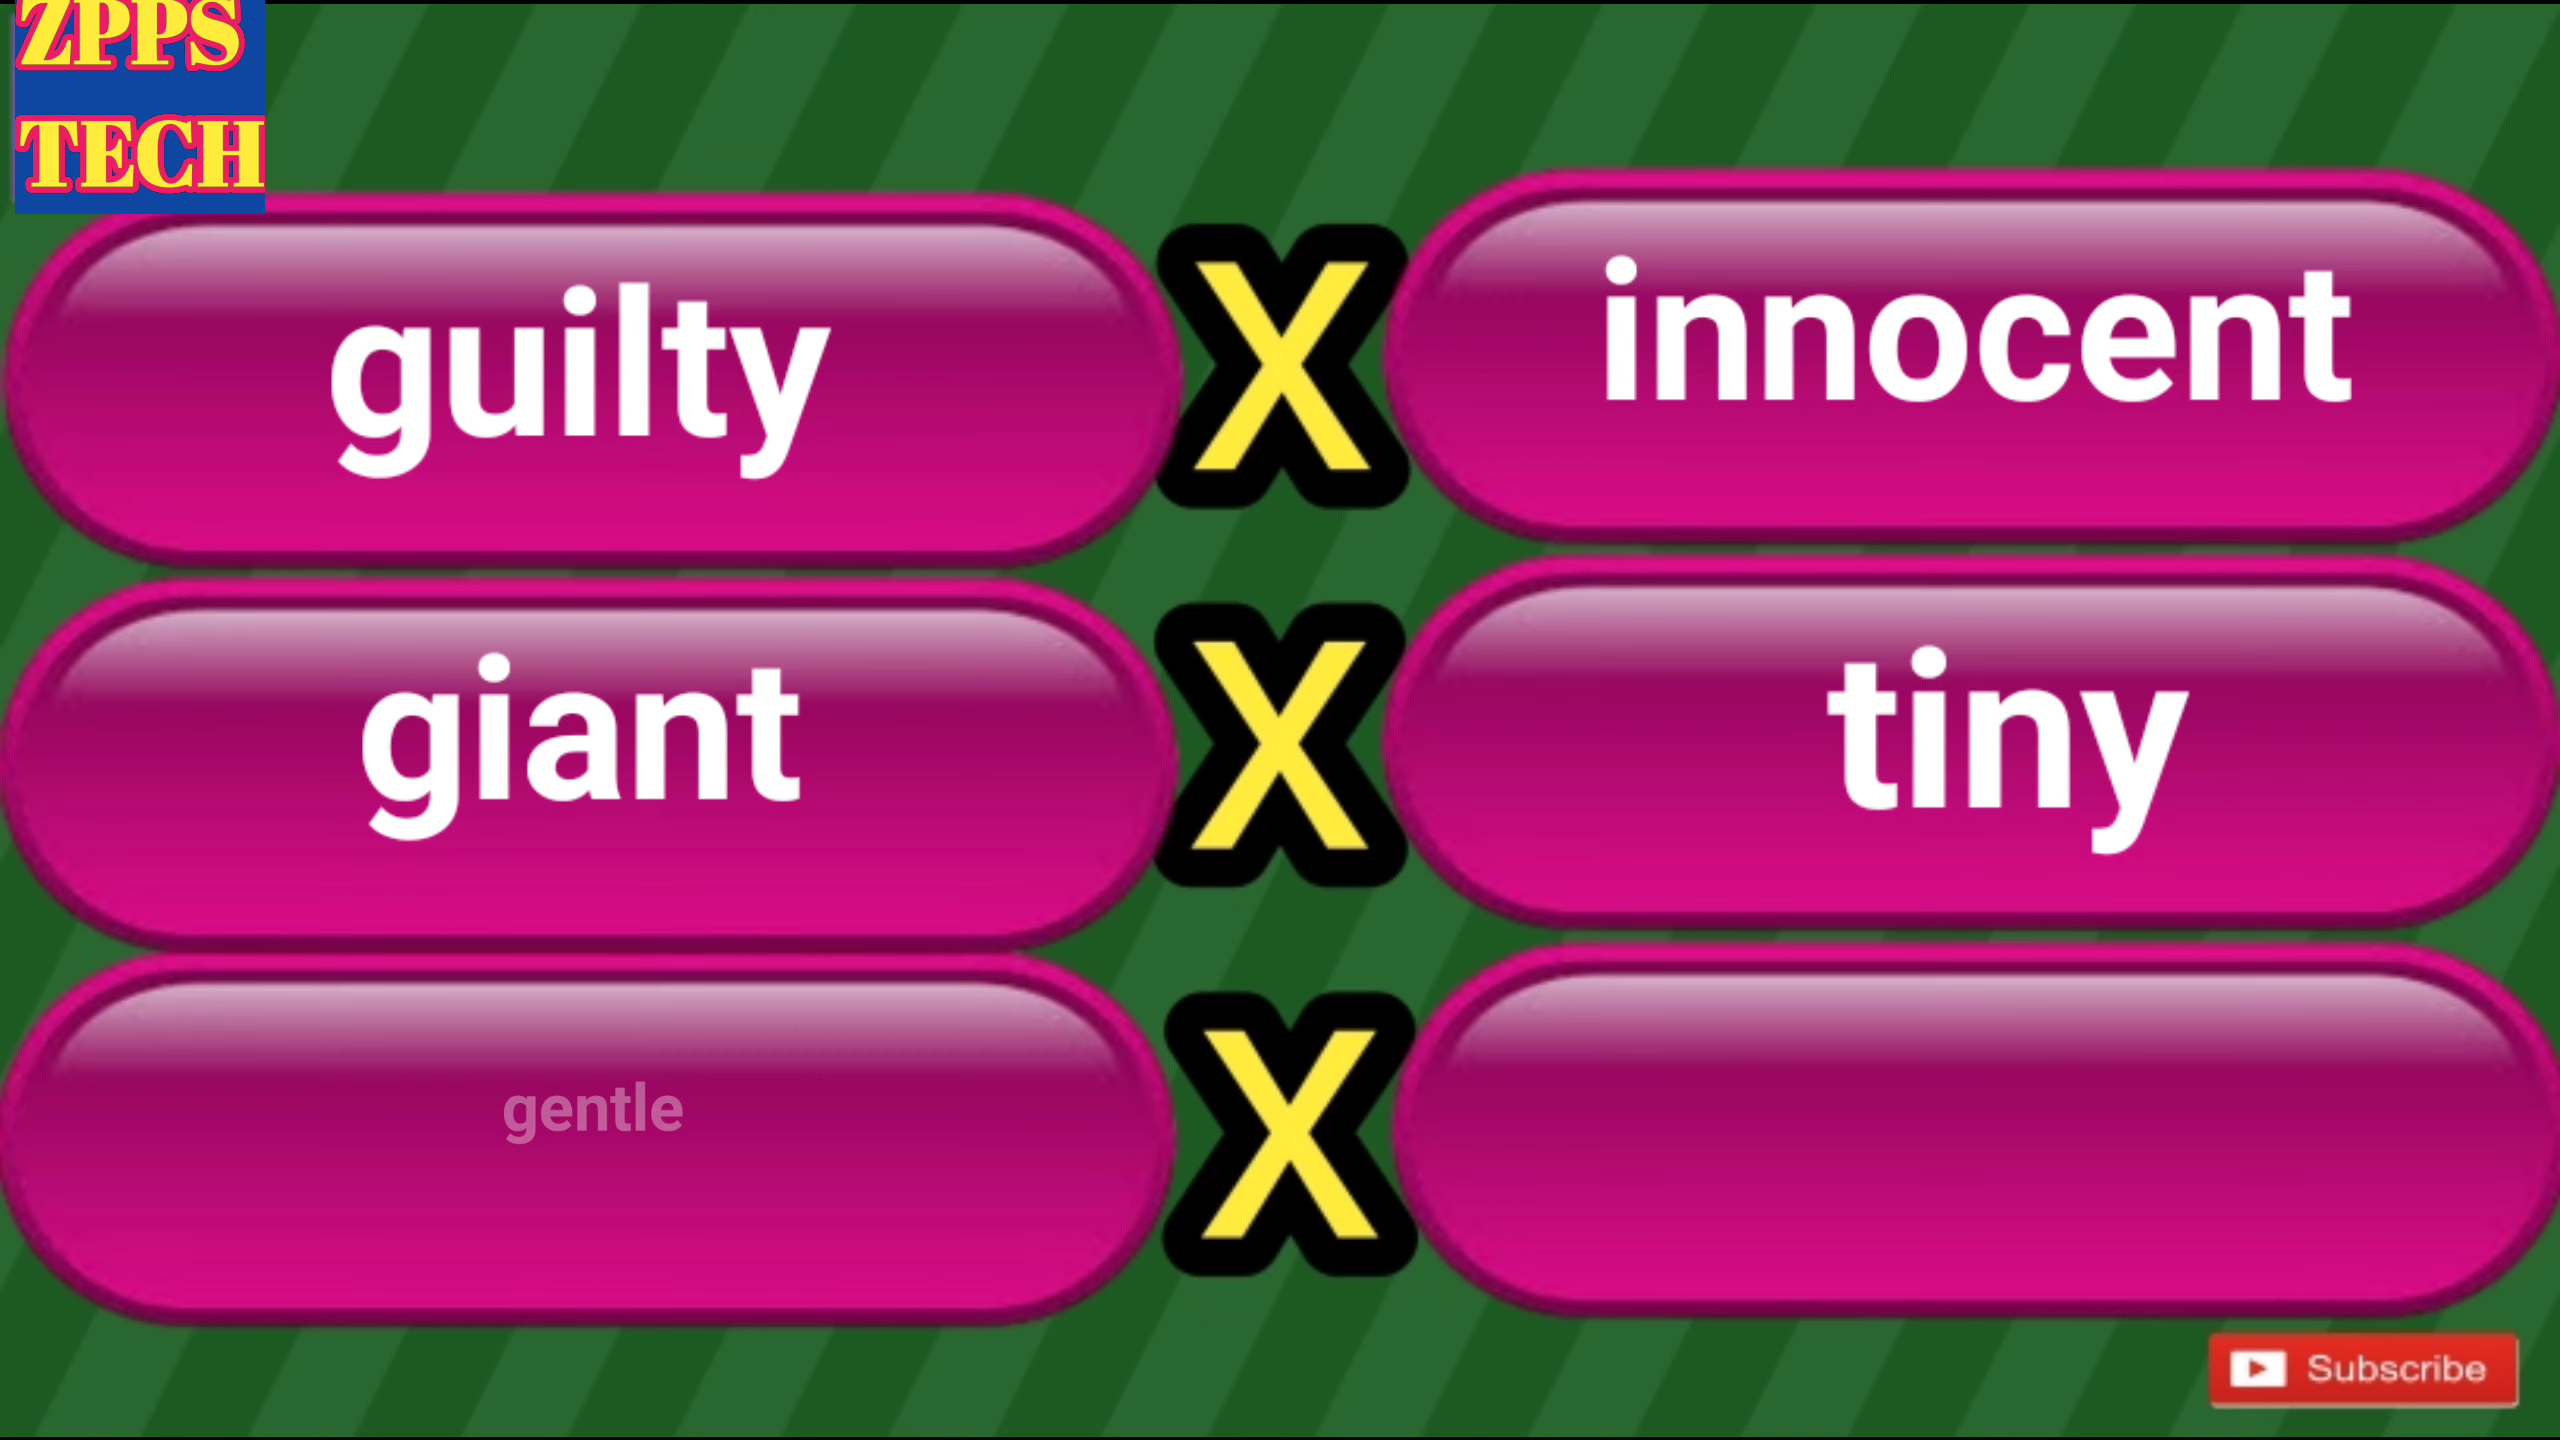 ZPPS
TECH
guilty X innocent
giant X tiny
gentle X
Subscribe